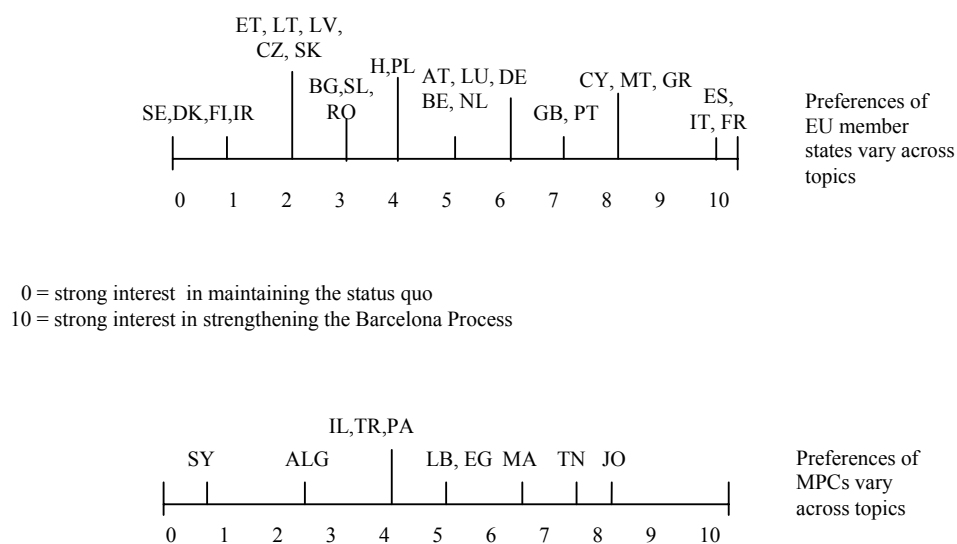 ET, LT, LV,
CZ, SK
H,PL
BG,SL,
RO
AT, LU, DE
BE, NL
CY, MT, GR
ES,
IT, FR
SE,DK,FI,IR
GB, PT
Preferences of
EU member
states vary across
topics
0 1 2 3 4 5 6 7 8 9 10
0 = strong interest in maintaining the status quo
10 = strong interest in strengthening the Barcelona Process
IL,TR,PA
SY ALG LB, EG MA TN JO
Preferences of
MPCs vary
across topics
0 1 2 3 4 5 6 7 8 9 10